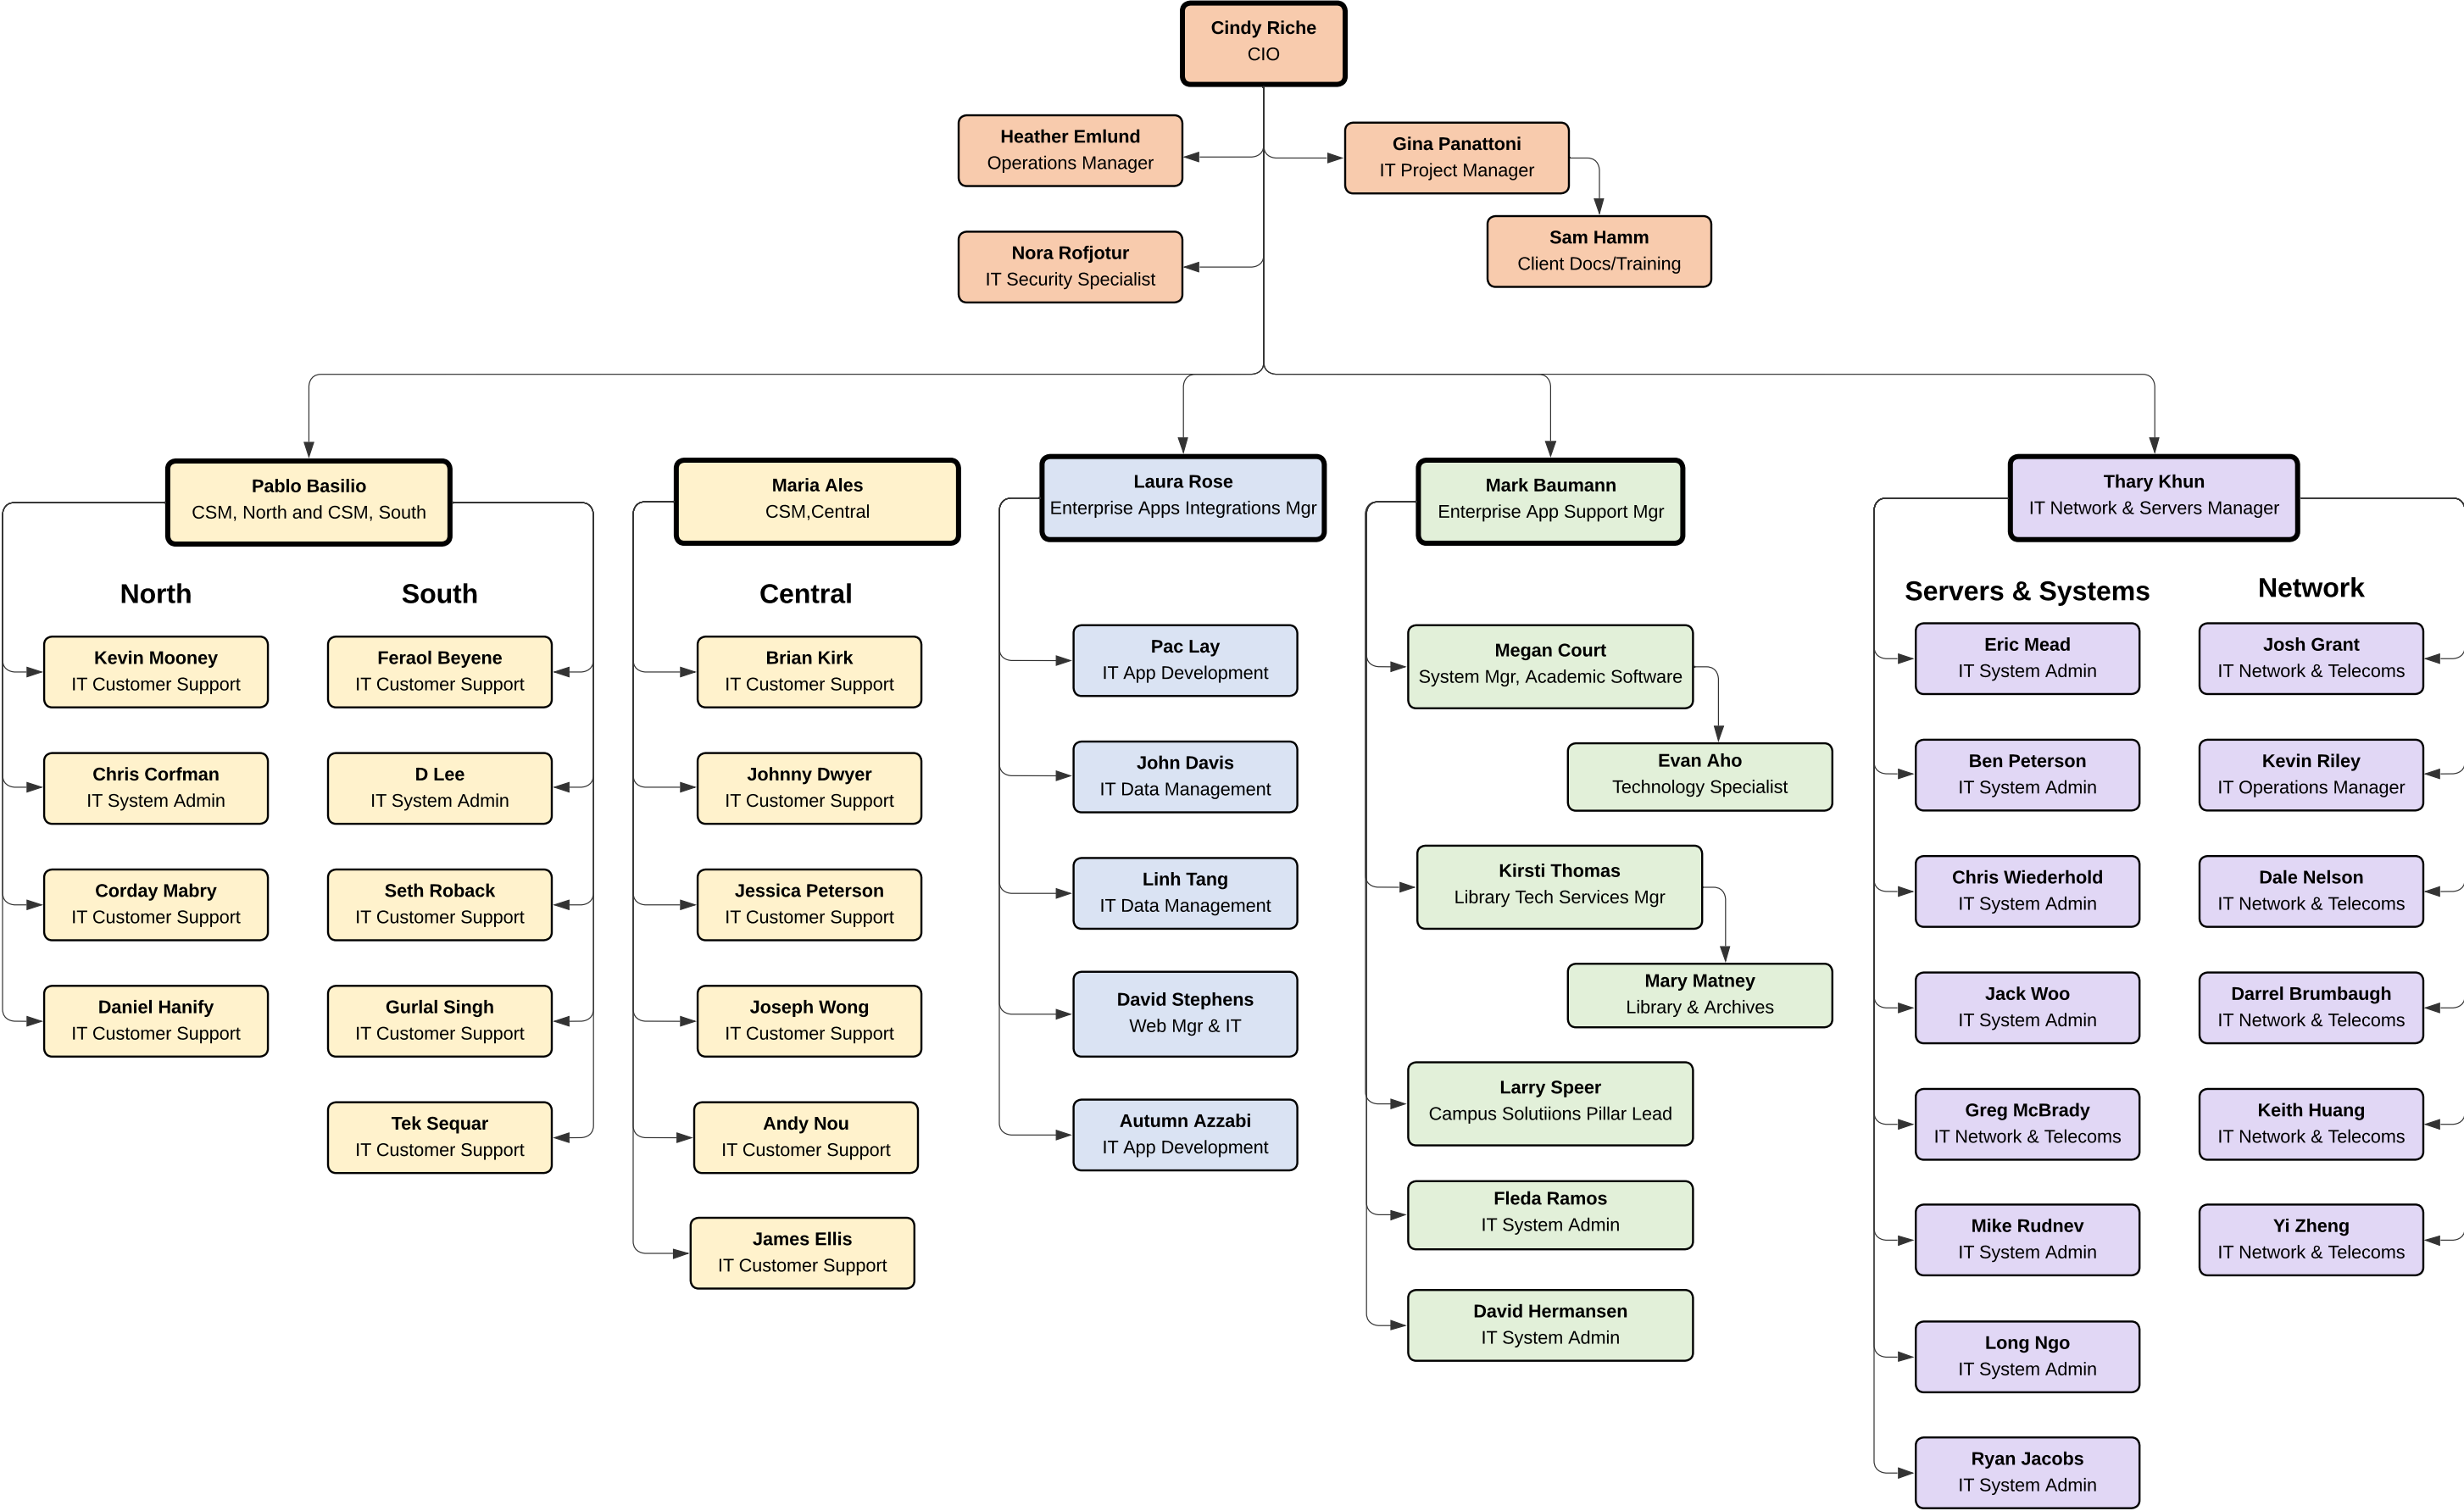 Cindy Riche
CIO
Heather Emlund
Operations Manager
Gina Panattoni
IT Project Manager
Nora Rofjotur
IT Security Specialist
Sam Hamm
Client Docs/Training
Pablo Basilio
CSM, North and CSM, South
North
Kevin Mooney
IT Customer Support
Chris Corfman
IT System Admin
Corday Mabry
IT Customer Support
Daniel Hanify
IT Customer Support
South
Feraol Beyene
IT Customer Support
D Lee
IT System Admin
Seth Roback
IT Customer Support
Gurlal Singh
IT Customer Support
Tek Sequar
IT Customer Support
Maria Ales
CSM,Central
Central
Brian Kirk
IT Customer Support
Johnny Dwyer
IT Customer Support
Jessica Peterson
IT Customer Support
Joseph Wong
IT Customer Support
Andy Nou
IT Customer Support
James Ellis
IT Customer Support
Laura Rose
Enterprise Apps Integrations Mgr
Pac Lay
IT App Development
John Davis
IT Data Management
Linh Tang
IT Data Management
David Stephens
Web Mgr & IT
Autumn Azzabi
IT App Development
Mark Baumann
Enterprise App Support Mgr
Megan Court
System Mgr, Academic Software
Evan Aho
Technology Specialist
Kirsti Thomas
Library Tech Services Mgr
Mary Matney
Library & Archives
Larry Speer
Campus Solutiions Pillar Lead
Fleda Ramos
IT System Admin
David Hermansen
IT System Admin
Thary Khun
IT Network & Servers Manager
Servers & Systems
Eric Mead
IT System Admin
Ben Peterson
IT System Admin
Chris Wiederhold
IT System Admin
Jack Woo
IT System Admin
Greg McBrady
IT Network & Telecoms
Mike Rudnev
IT System Admin
Long Ngo
IT System Admin
Ryan Jacobs
IT System Admin
Network
Josh Grant
IT Network & Telecoms
Kevin Riley
IT Operations Manager
Dale Nelson
IT Network & Telecoms
Darrel Brumbaugh
IT Network & Telecoms
Keith Huang
IT Network & Telecoms
Yi Zheng
IT Network & Telecoms